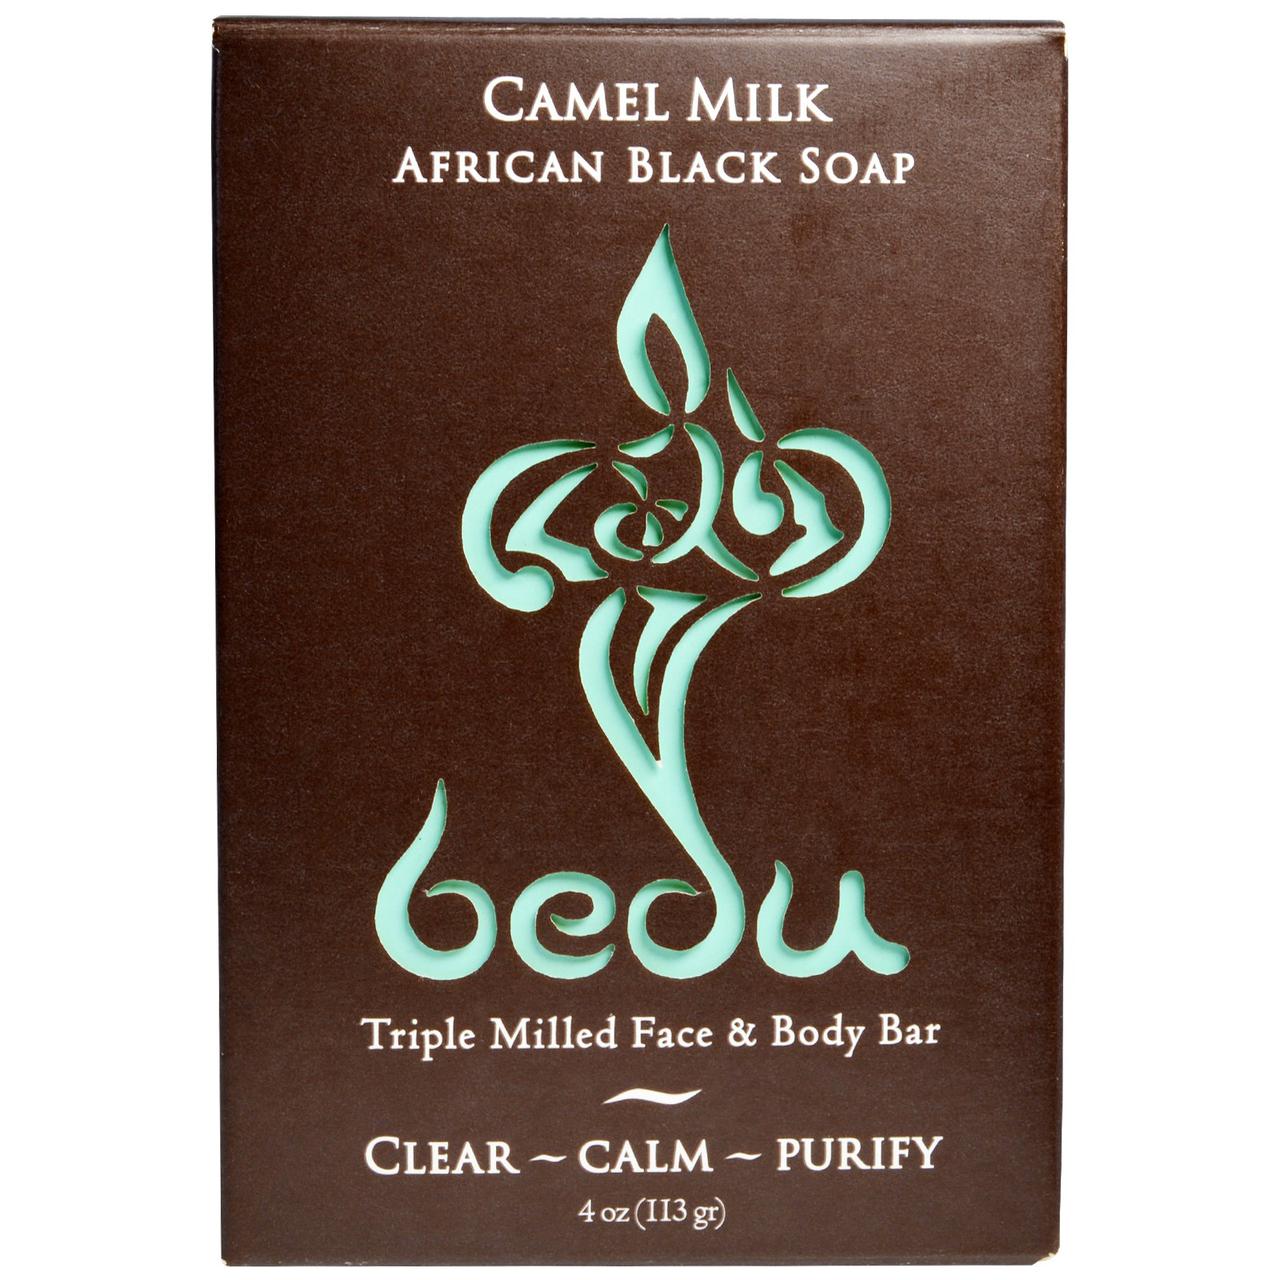 CAMEL MILK
AFRICAN BLACK SOAP
bedu
Triple Milled Face & Body Bar
CLEAR ~ CALM ~ PURIFY
4 oz (113 gr)